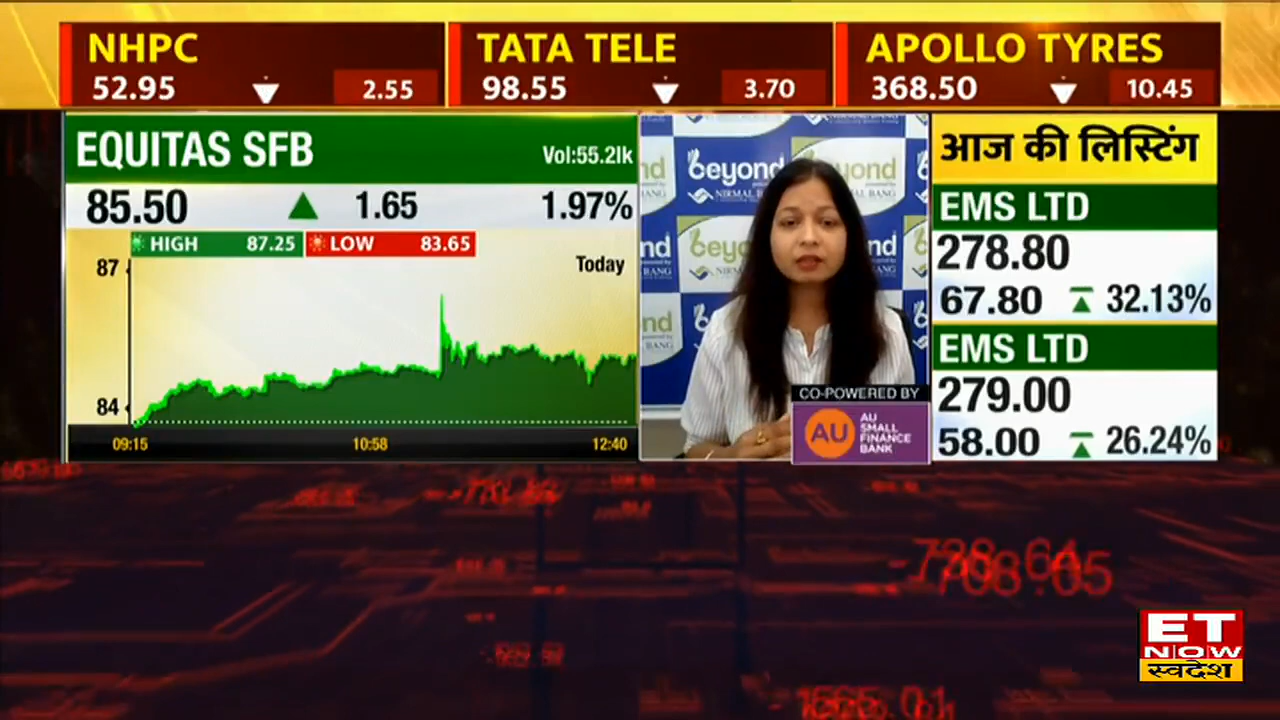 NHPC
52.95 2.55
TATA TELE
98.55 3.70
APOLLO TYRES
368.50 10.45
EQUITAS SFB Vol:55.2lk
85.50 1.65 1.97%
HIGH 87.25 LOW 83.65
Today
87
84
09:15 10:58 12:40
beyond
NIRMAL
beyond
CO-POWERED BY
AU
AU
SMALL
FINANCE
BANK
आज की लिस्टिंग
EMS LTD
278.80
67.80 32.13%
EMS LTD
279.00
58.00 26.24%
ET
NOW
स्वदेश